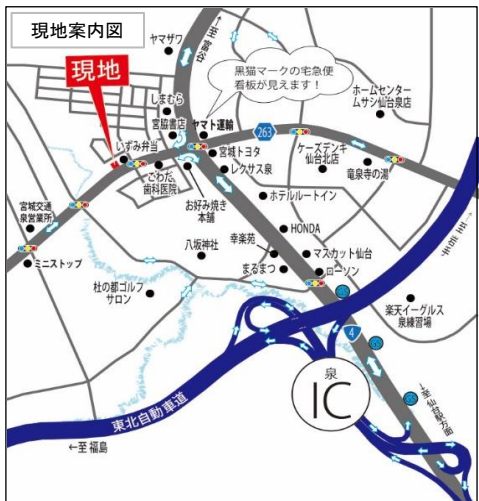 現地案内図
←至 富谷
ヤマザワ
現地
黒猫マークの宅急便
看板が見えます！
ホームセンター
ムサシ仙台泉店
しまむら
宮脇書店
ヤマト運輸
263
いずみ弁当
宮城トヨタ
ケーズデンキ
仙台北店
ごわだ
歯科医院
レクサス泉
竜泉寺の湯
お好み焼き
本舗
ホテルルートイン
宮城交通
泉営業所
八坂神社
HONDA
幸楽苑
マスカット仙台
まるまつ
ローソン
ミニストップ
杜の都ゴルフ
サロン
楽天イーグルス
泉練習場
4
泉
IC
東北自動車道
←至 福島
↓至 仙台駅方面